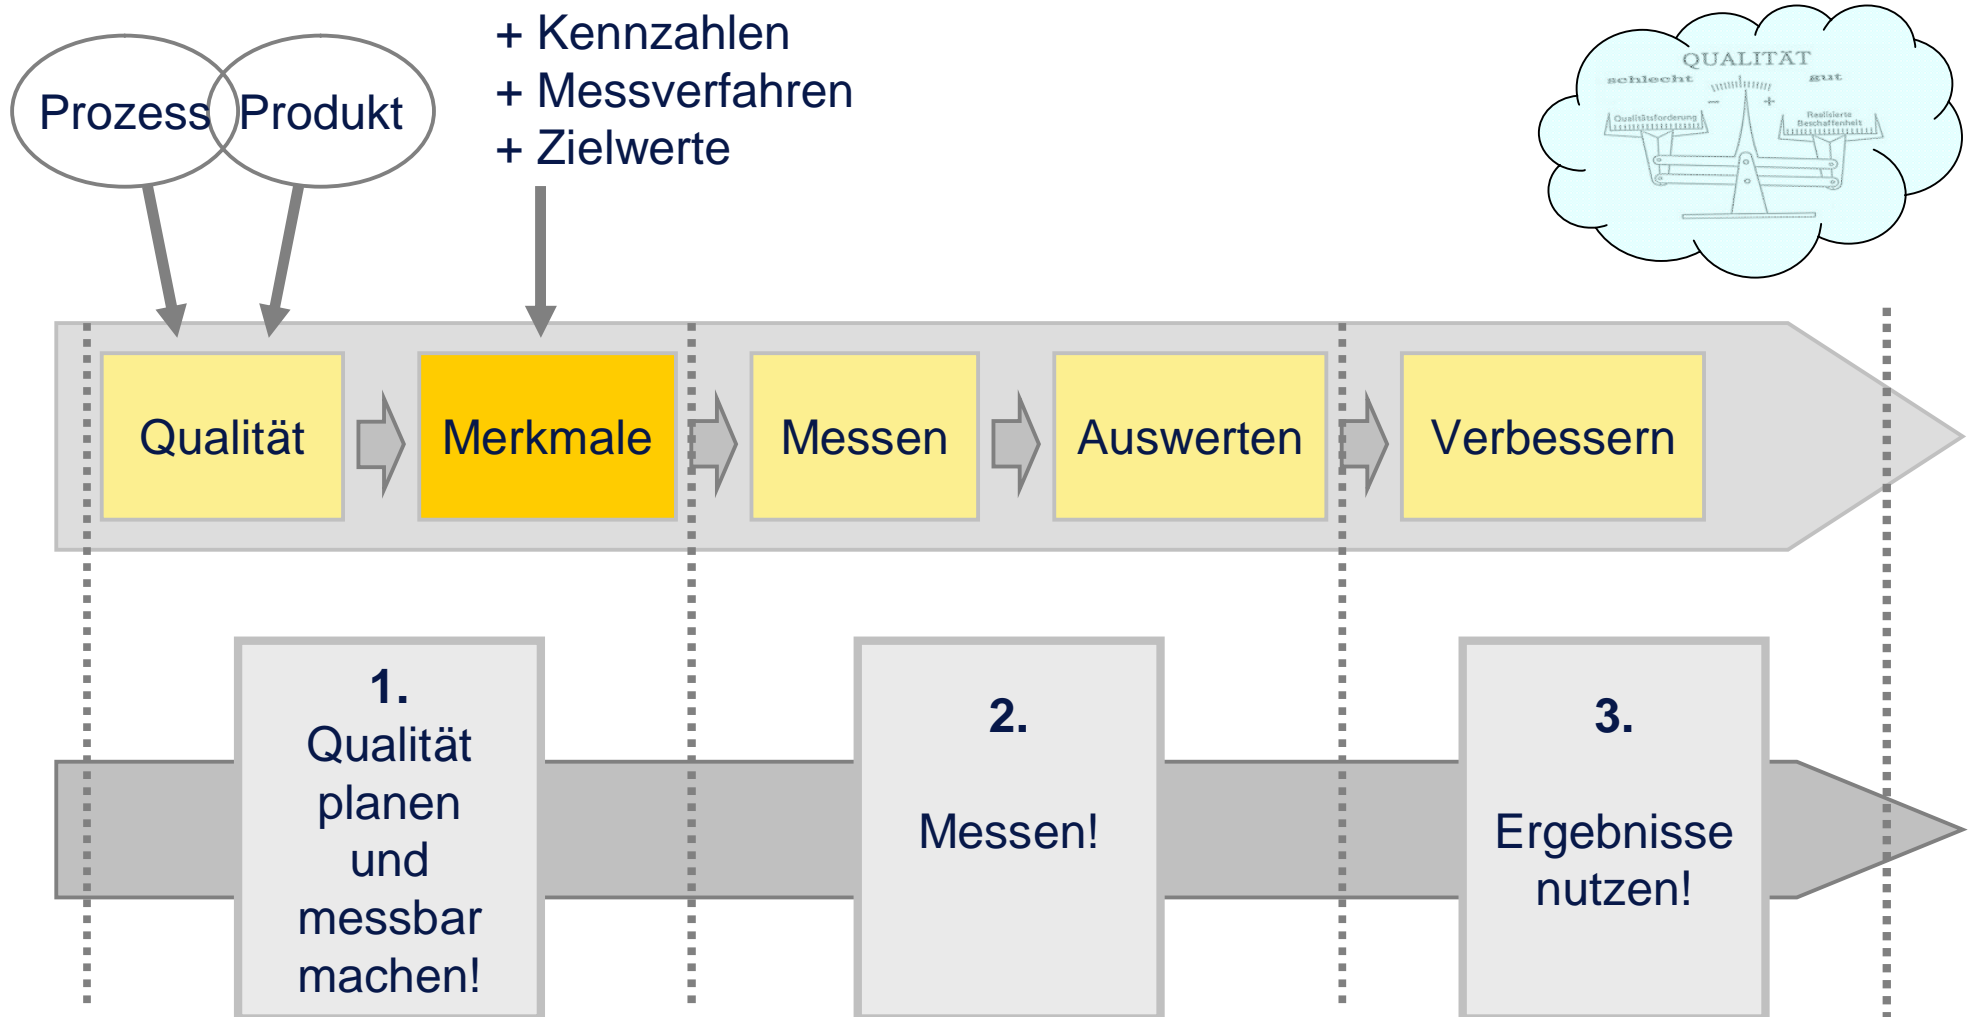 + Kennzahlen
+ Messverfahren
+ Zielwerte
Prozess Produkt
QUALITÄT
schlecht gut
− +
Qualitätsforderung
Realisierte
Beschaffenheit
Qualität
Merkmale
Messen
Auswerten
Verbessern
1.
Qualität
planen
und
messbar
machen!
2.
Messen!
3.
Ergebnisse
nutzen!